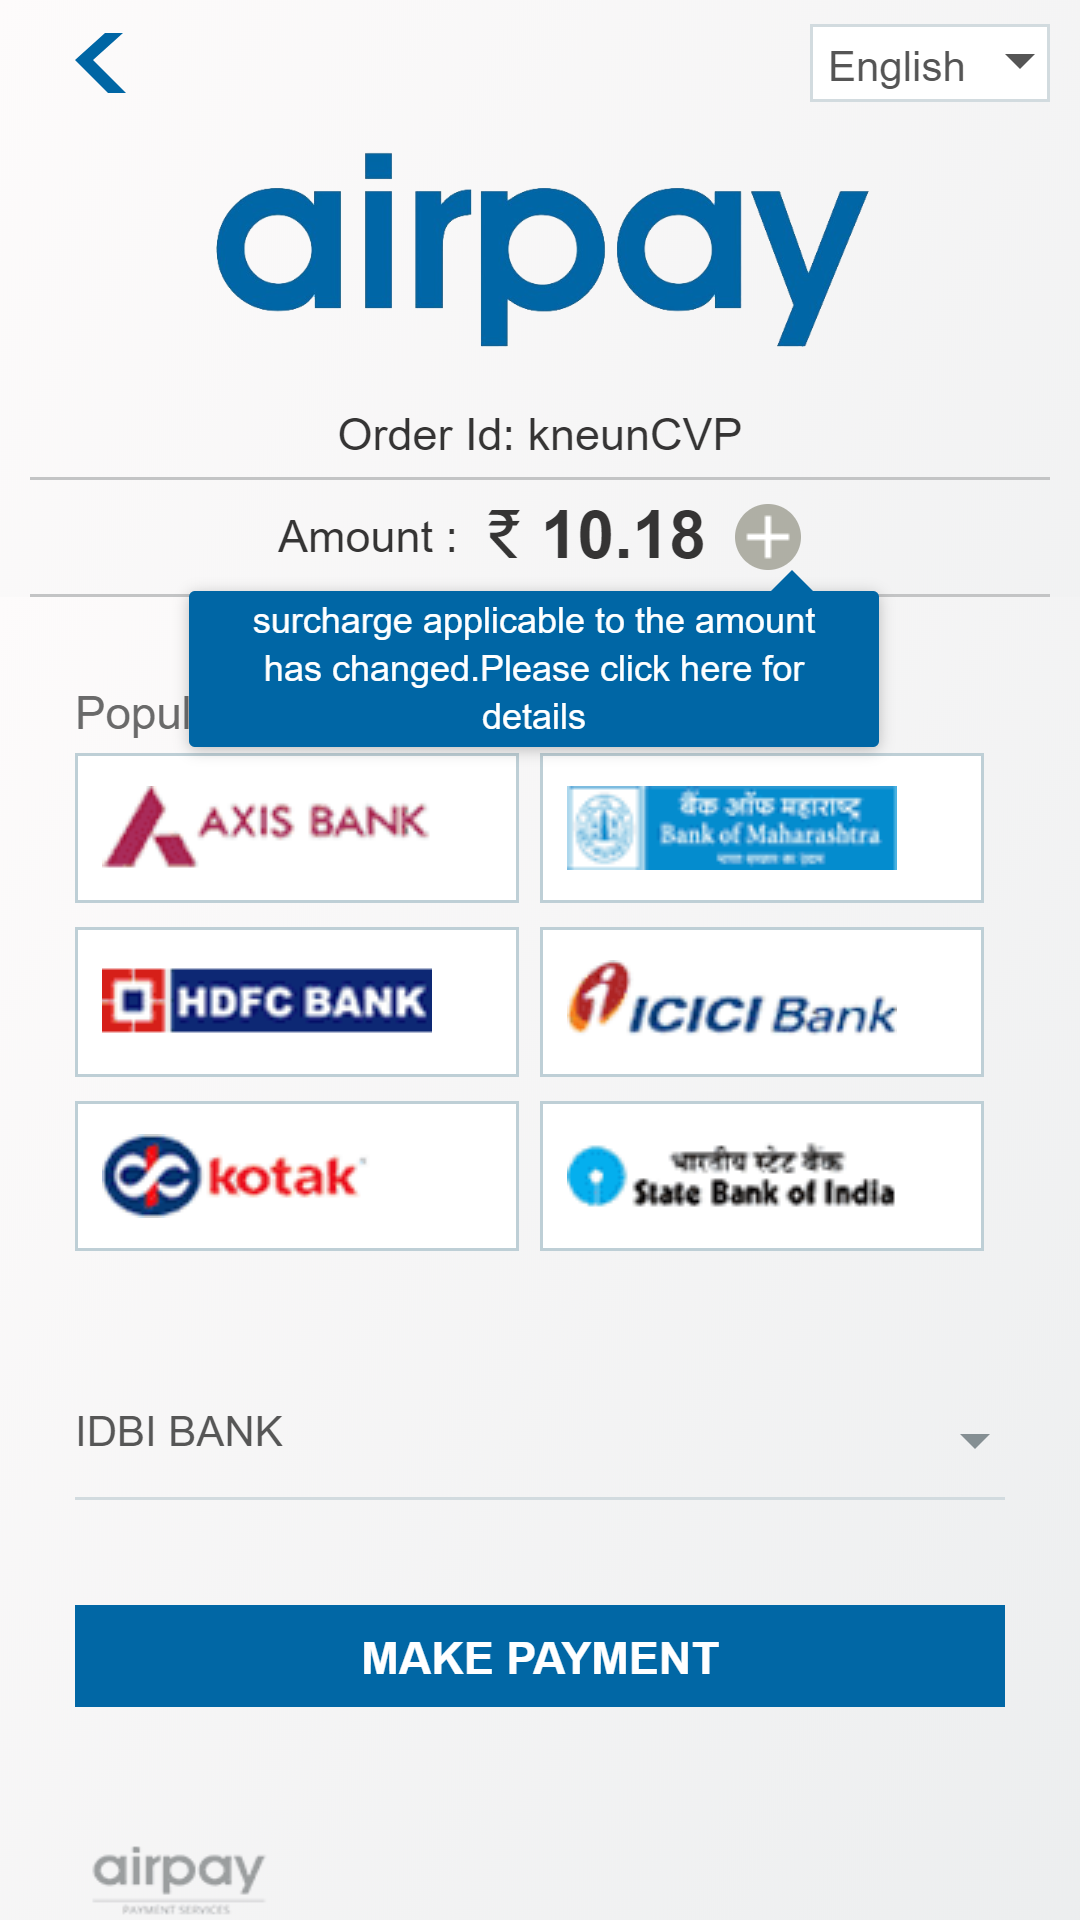 English
airpay
Order Id: kneunCVP
Amount : ₹ 10.18
surcharge applicable to the amount
has changed.Please click here for
details
Popul
AXIS BANK
बैंक ऑफ महाराष्ट्र
Bank of Maharashtra
HDFC BANK
ICICI Bank
kotak
भारतीय स्टेट बैंक
State Bank of India
IDBI BANK
MAKE PAYMENT
airpay
PAYMENT SERVICES